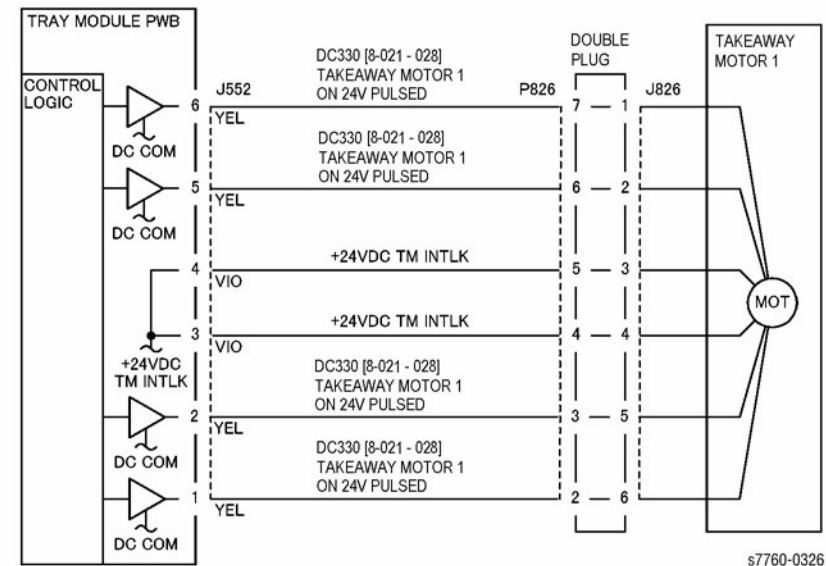 TRAY MODULE PWB
CONTROL
LOGIC
J552
DC330 [8-021 - 028]
TAKEAWAY MOTOR 1
ON 24V PULSED
P826
DOUBLE
PLUG
J826
TAKEAWAY
MOTOR 1
6
YEL
7
1
DC COM
DC330 [8-021 - 028]
TAKEAWAY MOTOR 1
ON 24V PULSED
5
YEL
6
2
DC COM
+24VDC TM INTLK
4
VIO
5
3
MOT
+24VDC TM INTLK
3
VIO
4
4
+24VDC
TM INTLK
DC330 [8-021 - 028]
TAKEAWAY MOTOR 1
ON 24V PULSED
2
YEL
3
5
DC COM
DC330 [8-021 - 028]
TAKEAWAY MOTOR 1
ON 24V PULSED
1
YEL
2
6
DC COM
s7760-0326